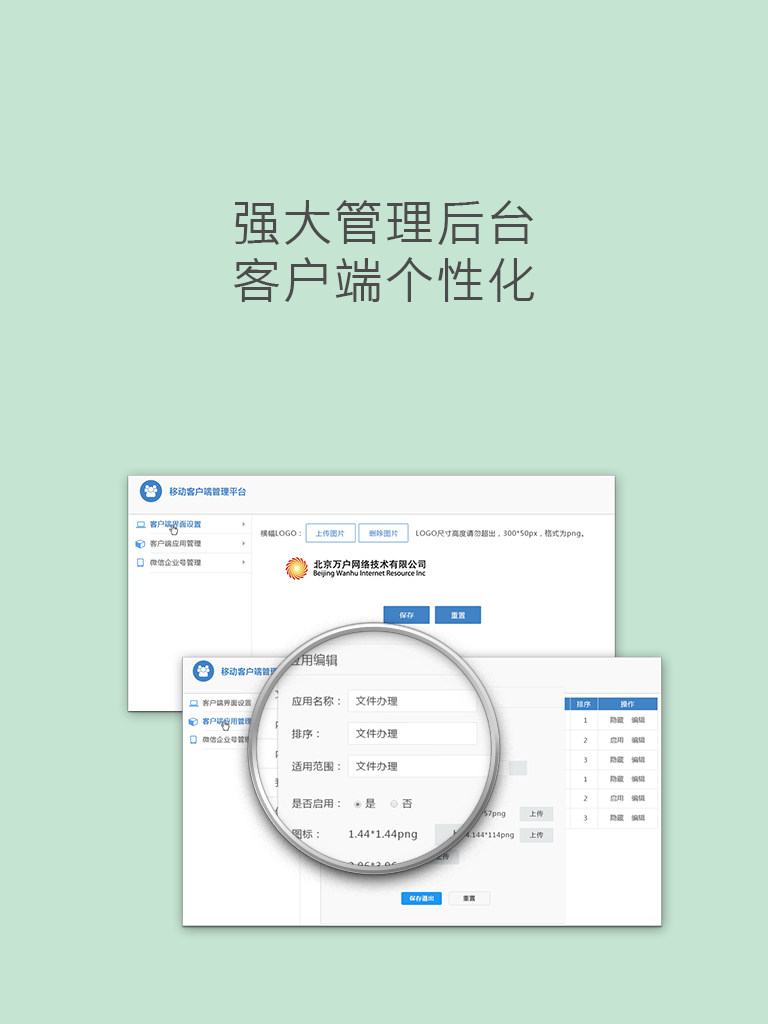 强大管理后台
客户端个性化
移动客户端管理平台
客户端界面设置
客户端应用管理
微信企业号管理
横幅LOGO： 上传图片 删除图片 LOGO尺寸高度请勿超出，300*50px，格式为png。
北京万户网络技术有限公司
Beijing Wanhu Internet Resource Inc
保存 重置
移动客户端管理
客户端界面设置
客户端应用管理
微信企业号管理
应用编辑
应用名称： 文件办理
排序： 文件办理
适用范围： 文件办理
是否启用： 是 否
图标： 1.44*1.44png
排序 操作
1 隐藏 编辑
2 启用 编辑
3 隐藏 编辑
1 隐藏 编辑
2 启用 编辑
3 隐藏 编辑
*57png 上传
4.144*114png 上传
上传
保存退出 重置